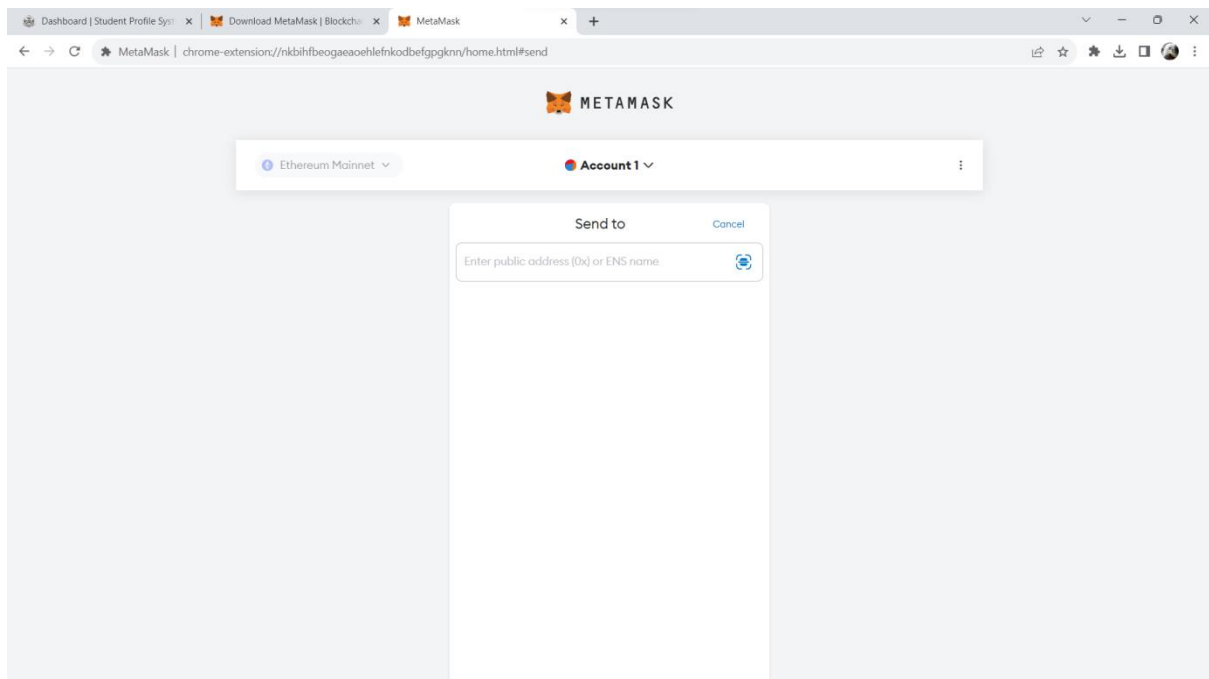 Dashboard | Student Profile Syst
Download MetaMask | Blockcha
MetaMask
MetaMask | chrome-extension://nkbihfbeogaeaoehlefnkodbefgpgknn/home.html#send
METAMASK
Ethereum Mainnet
Account 1
Send to
Cancel
Enter public address (0x) or ENS name